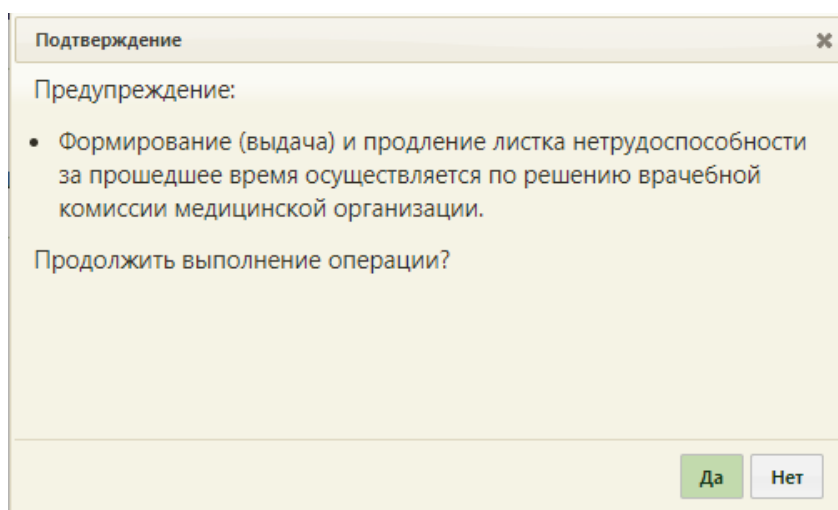 Подтверждение
Предупреждение:
• Формирование (выдача) и продление листка нетрудоспособности
за прошедшее время осуществляется по решению врачебной
комиссии медицинской организации.
Продолжить выполнение операции?
Да Нет